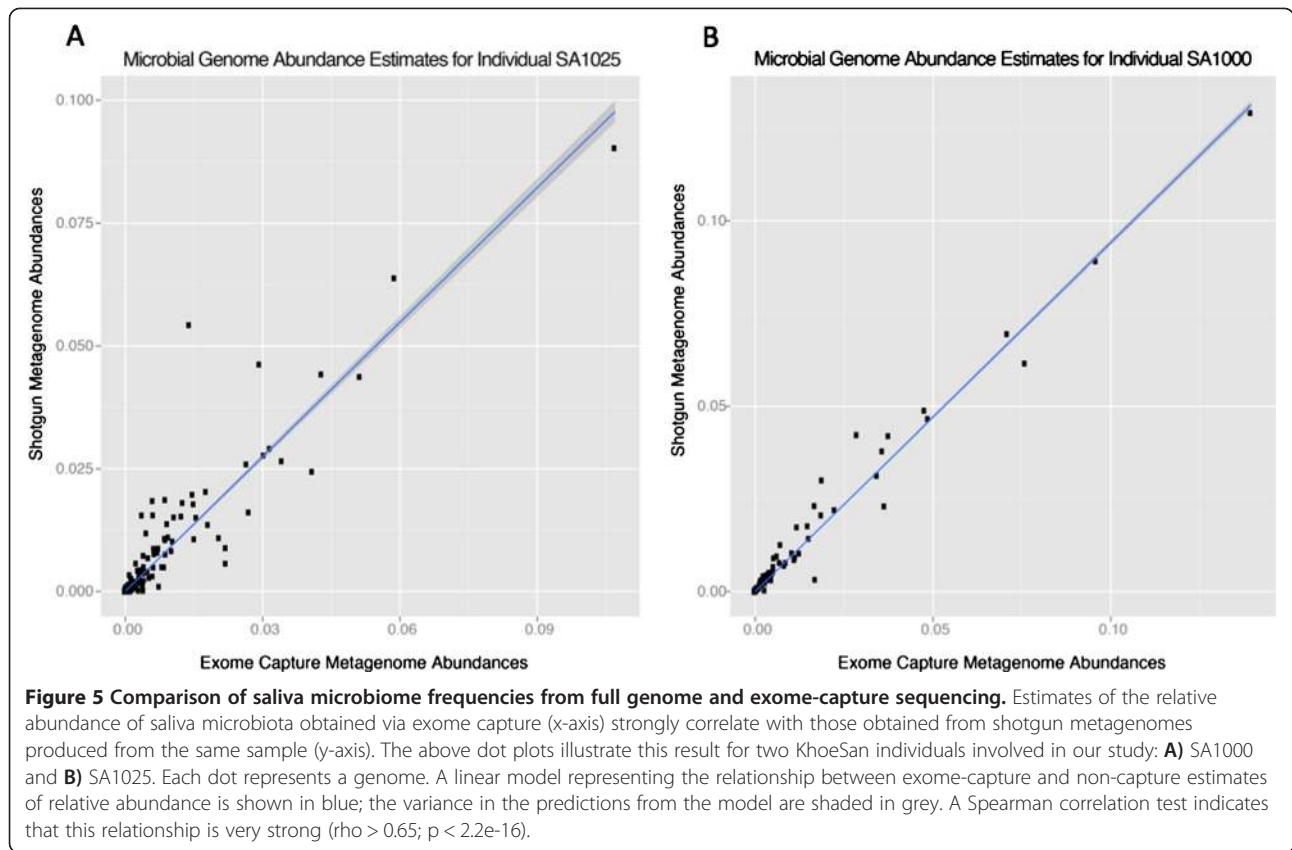 A
Microbial Genome Abundance Estimates for Individual SA1025
0.100
0.075
0.050
0.025
0.000
0.00 0.03 0.06 0.09
Shotgun Metagenome Abundances
Exome Capture Metagenome Abundances
B
Microbial Genome Abundance Estimates for Individual SA1000
0.10
0.05
0.00
0.00 0.05 0.10
Shotgun Metagenome Abundances
Exome Capture Metagenome Abundances
Figure 5 Comparison of saliva microbiome frequencies from full genome and exome-capture sequencing. Estimates of the relative
abundance of saliva microbiota obtained via exome capture (x-axis) strongly correlate with those obtained from shotgun metagenomes
produced from the same sample (y-axis). The above dot plots illustrate this result for two KhoeSan individuals involved in our study: A) SA1000
and B) SA1025. Each dot represents a genome. A linear model representing the relationship between exome-capture and non-capture estimates
of relative abundance is shown in blue; the variance in the predictions from the model are shaded in grey. A Spearman correlation test indicates
that this relationship is very strong (rho > 0.65; p < 2.2e-16).